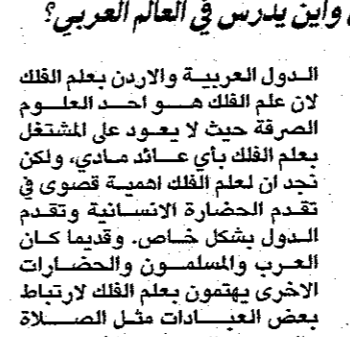 وأين يدرس في العالم العربي؟
الدول العربية والاردن بعلم الفلك
لان علم الفلك هو احد العلوم
الصرقة حيث لا يعود على المشتغل
بعلم الفلك بأي عائد مادي، ولكن
نجد ان لعلم الفلك اهمية قصوى في
تقدم الحضارة الانسانية وتقدم
الدول بشكل خاص. وقديما كان
العرب والمسلمون والحضارات
الاخرى يهتمون بعلم الفلك لارتباط
بعض العبادات مثل الصلاة